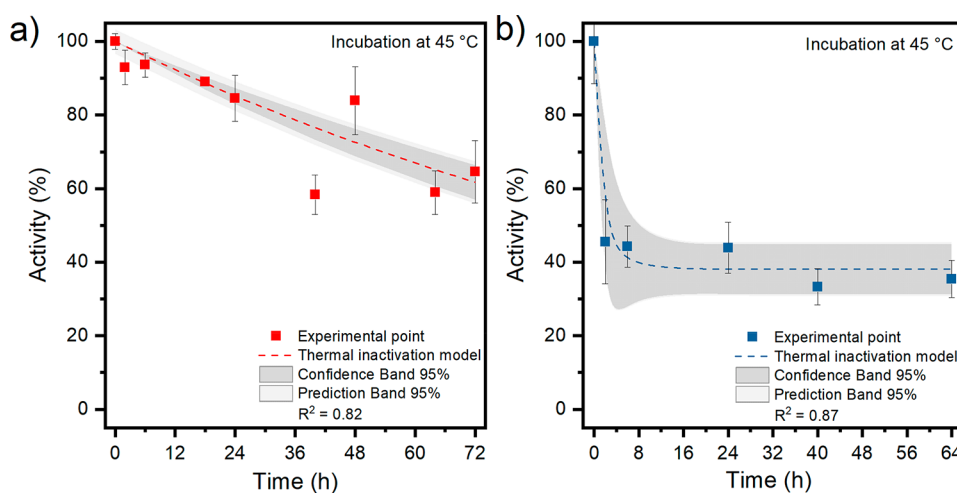 a)
Incubation at 45 °C
Activity (%)
100
80
60
40
20
0
Experimental point
Thermal inactivation model
Confidence Band 95%
Prediction Band 95%
R² = 0.82
0 12 24 36 48 60 72
Time (h)
b)
Incubation at 45 °C
Activity (%)
100
80
60
40
20
0
Experimental point
Thermal inactivation model
Confidence Band 95%
Prediction Band 95%
R² = 0.87
0 8 16 24 32 40 48 56 64
Time (h)